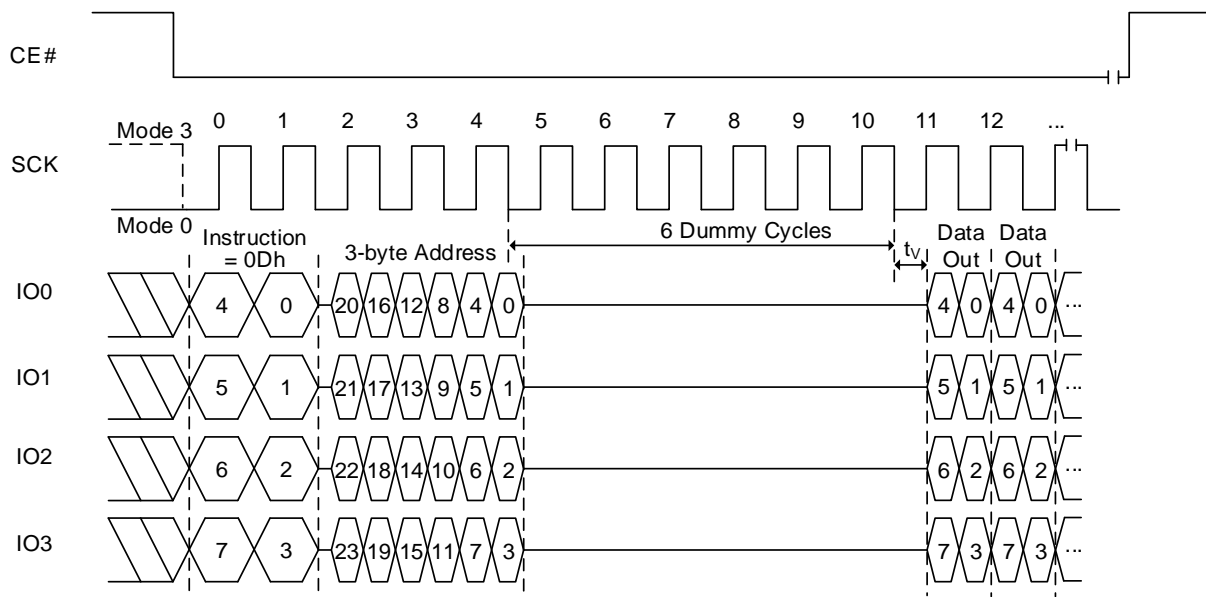 CE#
0 1 2 3 4 5 6 7 8 9 10 11 12 ...
Mode 3
SCK
Mode 0
Instruction
= 0Dh
3-byte Address
6 Dummy Cycles
tV
Data
Out
Data
Out
IO0
4 0 20 16 12 8 4 0 4 0 4 0 ...
IO1
5 1 21 17 13 9 5 1 5 1 5 1 ...
IO2
6 2 22 18 14 10 6 2 6 2 6 2 ...
IO3
7 3 23 19 15 11 7 3 7 3 7 3 ...